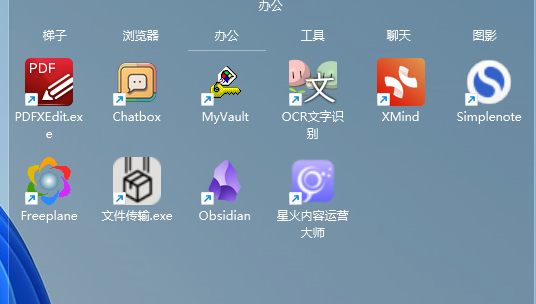 办公
梯子 浏览器 办公 工具 聊天 图影
PDF
文
PDFXEdit.exe
e
Chatbox
MyVault
OCR文字识
别
XMind
Simplenote
Freeplane
文件传输.exe
Obsidian
星火内容运营
大师